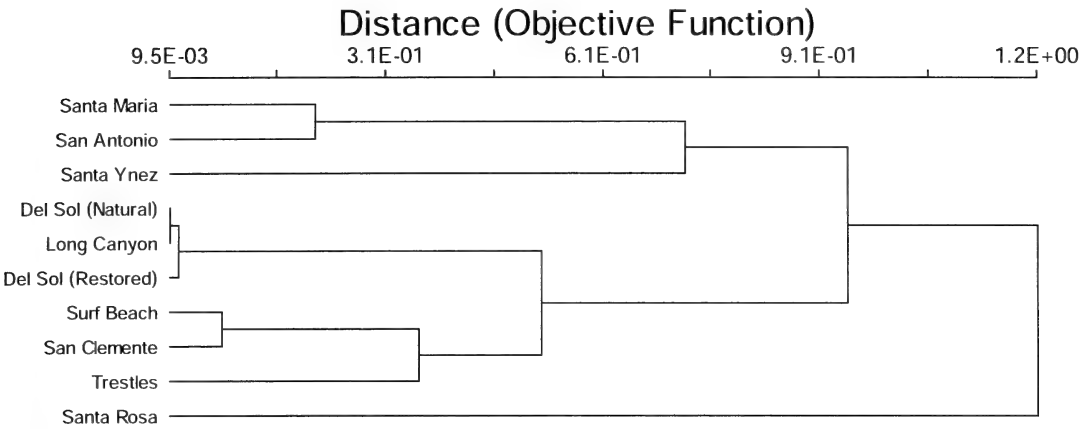 Distance (Objective Function)
9.5E-03 3.1E-01 6.1E-01 9.1E-01 1.2E+00
Santa Maria
San Antonio
Santa Ynez
Del Sol (Natural)
Long Canyon
Del Sol (Restored)
Surf Beach
San Clemente
Trestles
Santa Rosa